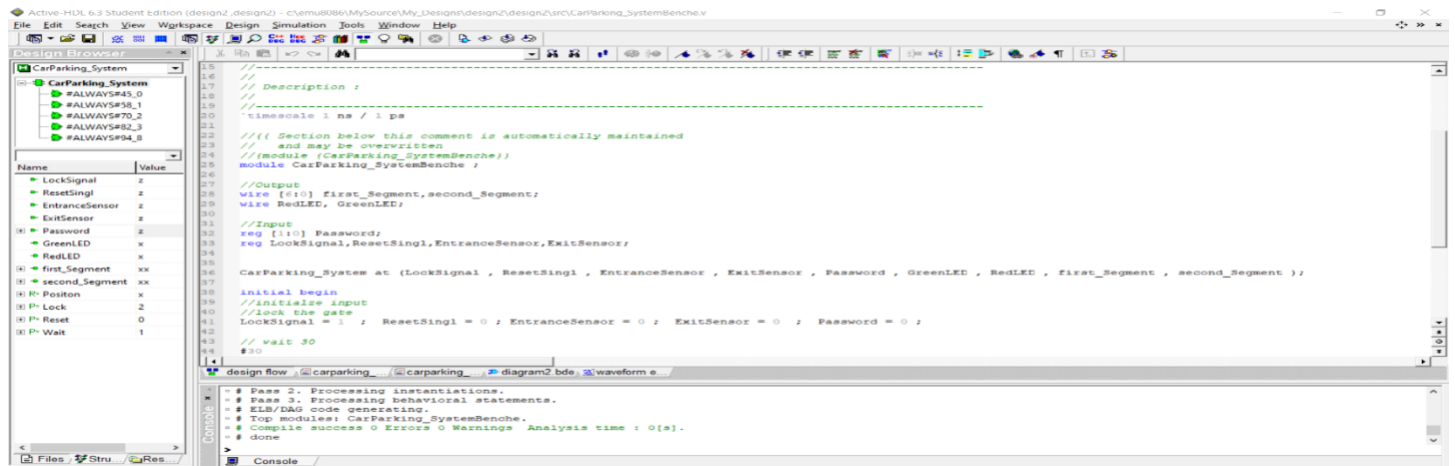 Active-HDL 6.3 Student Edition (design2 ,design2) - c:\emu8086\MySource\My_Designs\design2\design2\src\CarParking_SystemBenche.v
File Edit Search View Workspace Design Simulation Tools Window Help
Design Browser
CarParking_System
CarParking_System
#ALWAYS#45_0
#ALWAYS#58_1
#ALWAYS#70_2
#ALWAYS#82_3
#ALWAYS#94_8
Name Value
LockSignal z
ResetSingl z
EntranceSensor z
ExitSensor z
Password z
GreenLED x
RedLED x
first_Segment xx
second_Segment xx
Positon x
Lock 2
Reset 0
Wait 1
Files Stru... Res...
15 //-----------------------------------------------------------------------------
16 //
17 // Description :
18 //
19 //-----------------------------------------------------------------------------
20 `timescale 1 ns / 1 ps
21
22 //{{ Section below this comment is automatically maintained
23 // and may be overwritten
24 //{module {CarParking_SystemBenche}}
25 module CarParking_SystemBenche ;
26
27 //Output
28 wire [6:0] first_Segment,second_Segment;
29 wire RedLED, GreenLED;
30
31 //Input
32 reg [1:0] Password;
33 reg LockSignal,ResetSingl,EntranceSensor,ExitSensor;
34
35
36 CarParking_System at (LockSignal , ResetSingl , EntranceSensor , ExitSensor , Password , GreenLED , RedLED , first_Segment , second_Segment );
37
38 initial begin
39 //initialze input
40 //lock the gate
41 LockSignal = 1 ; ResetSingl = 0 ; EntranceSensor = 0 ; ExitSensor = 0 ; Password = 0 ;
42
43 // wait 30
44 #30
design flow carparking_... carparking_... diagram2.bde waveform e...
# Pass 2. Processing instantiations.
# Pass 3. Processing behavioral statements.
# ELB/DAG code generating.
# Top modules: CarParking_SystemBenche.
# Compile success 0 Errors 0 Warnings Analysis time : 0[s].
# done
>
Console
Console